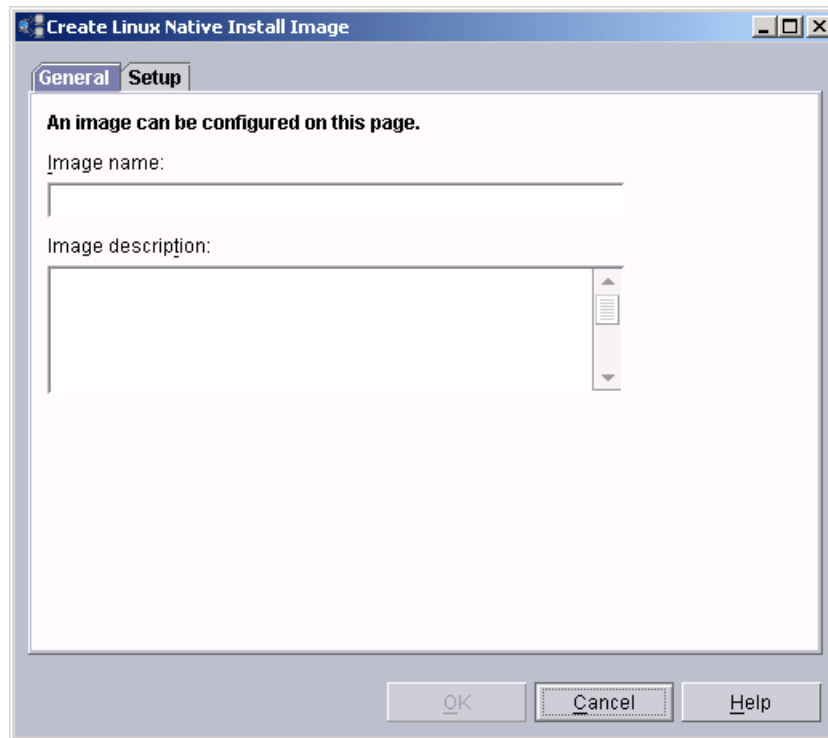 Create Linux Native Install Image
General Setup
An image can be configured on this page.
Image name:
Image description:
OK Cancel Help